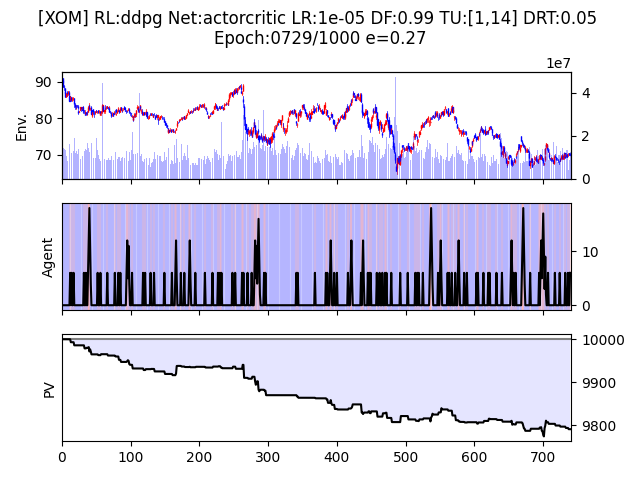 [XOM] RL:ddpg Net:actorcritic LR:1e-05 DF:0.99 TU:[1,14] DRT:0.05
Epoch:0729/1000 e=0.27
1e7
90
80
70
Env.
4
2
0
Agent
10
0
PV
10000
9900
9800
0 100 200 300 400 500 600 700